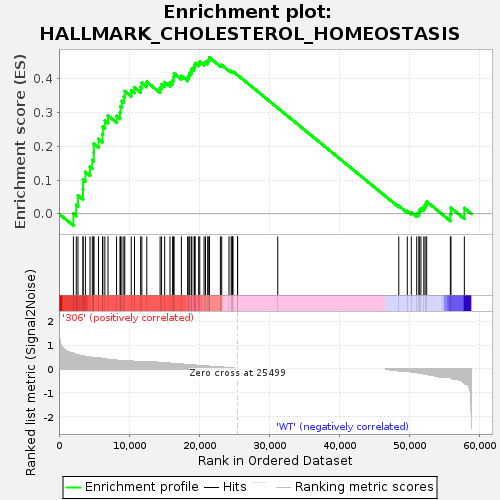 Enrichment plot:
HALLMARK_CHOLESTEROL_HOMEOSTASIS
Enrichment score (ES)
0.4
0.3
0.2
0.1
0.0
'306' (positively correlated)
Ranked list metric (Signal2Noise)
2
1
0
-1
-2
Zero cross at 25499
'WT' (negatively correlated)
0
10,000
20,000
30,000
40,000
50,000
60,000
Rank in Ordered Dataset
Enrichment profile
Hits
Ranking metric scores